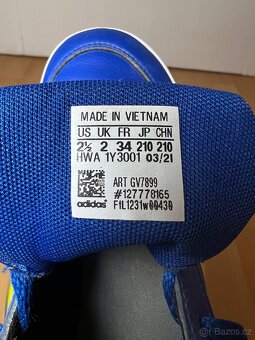 MADE IN VIETNAM
US UK FR JP CHN
2½ 2 34 210 210
HWA 1Y3001 03/21
ART GV7899
#127778165
adidas F1L1231w00430
Sbazoš.cz